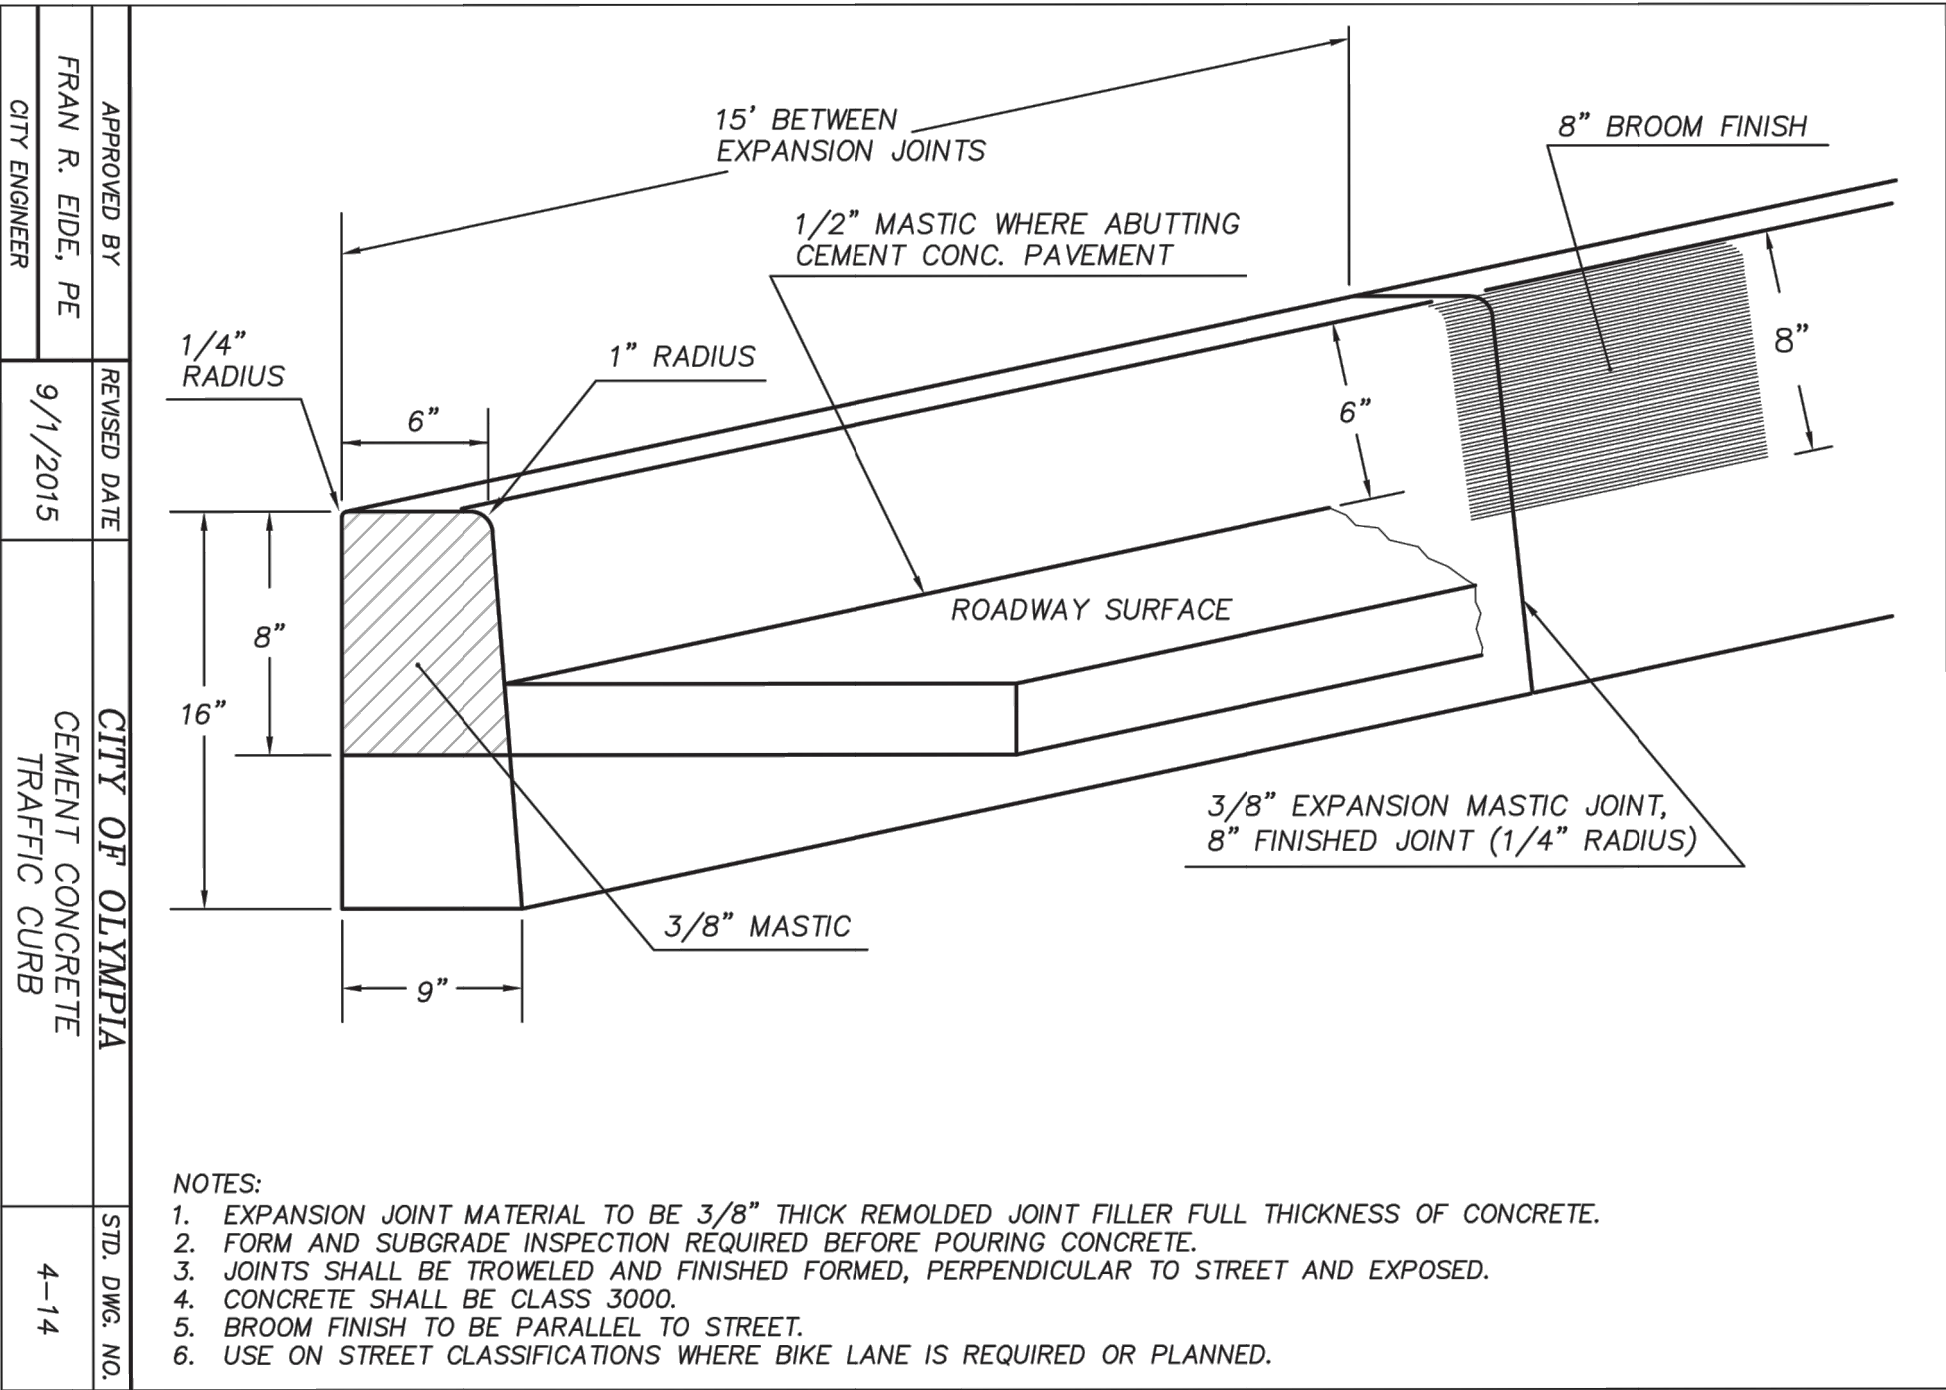 15’ BETWEEN
EXPANSION JOINTS
8” BROOM FINISH
1/2” MASTIC WHERE ABUTTING
CEMENT CONC. PAVEMENT
1/4”
RADIUS
1” RADIUS
6”
6”
8”
8”
16”
ROADWAY SURFACE
3/8” EXPANSION MASTIC JOINT,
8” FINISHED JOINT (1/4” RADIUS)
3/8” MASTIC
9”
NOTES:
1. EXPANSION JOINT MATERIAL TO BE 3/8” THICK REMOLDED JOINT FILLER FULL THICKNESS OF CONCRETE.
2. FORM AND SUBGRADE INSPECTION REQUIRED BEFORE POURING CONCRETE.
3. JOINTS SHALL BE TROWELED AND FINISHED FORMED, PERPENDICULAR TO STREET AND EXPOSED.
4. CONCRETE SHALL BE CLASS 3000.
5. BROOM FINISH TO BE PARALLEL TO STREET.
6. USE ON STREET CLASSIFICATIONS WHERE BIKE LANE IS REQUIRED OR PLANNED.
APPROVED BY
FRAN R. EIDE, PE
CITY ENGINEER
REVISED DATE
9/1/2015
CITY OF OLYMPIA
CEMENT CONCRETE
TRAFFIC CURB
STD. DWG. NO.
4–14